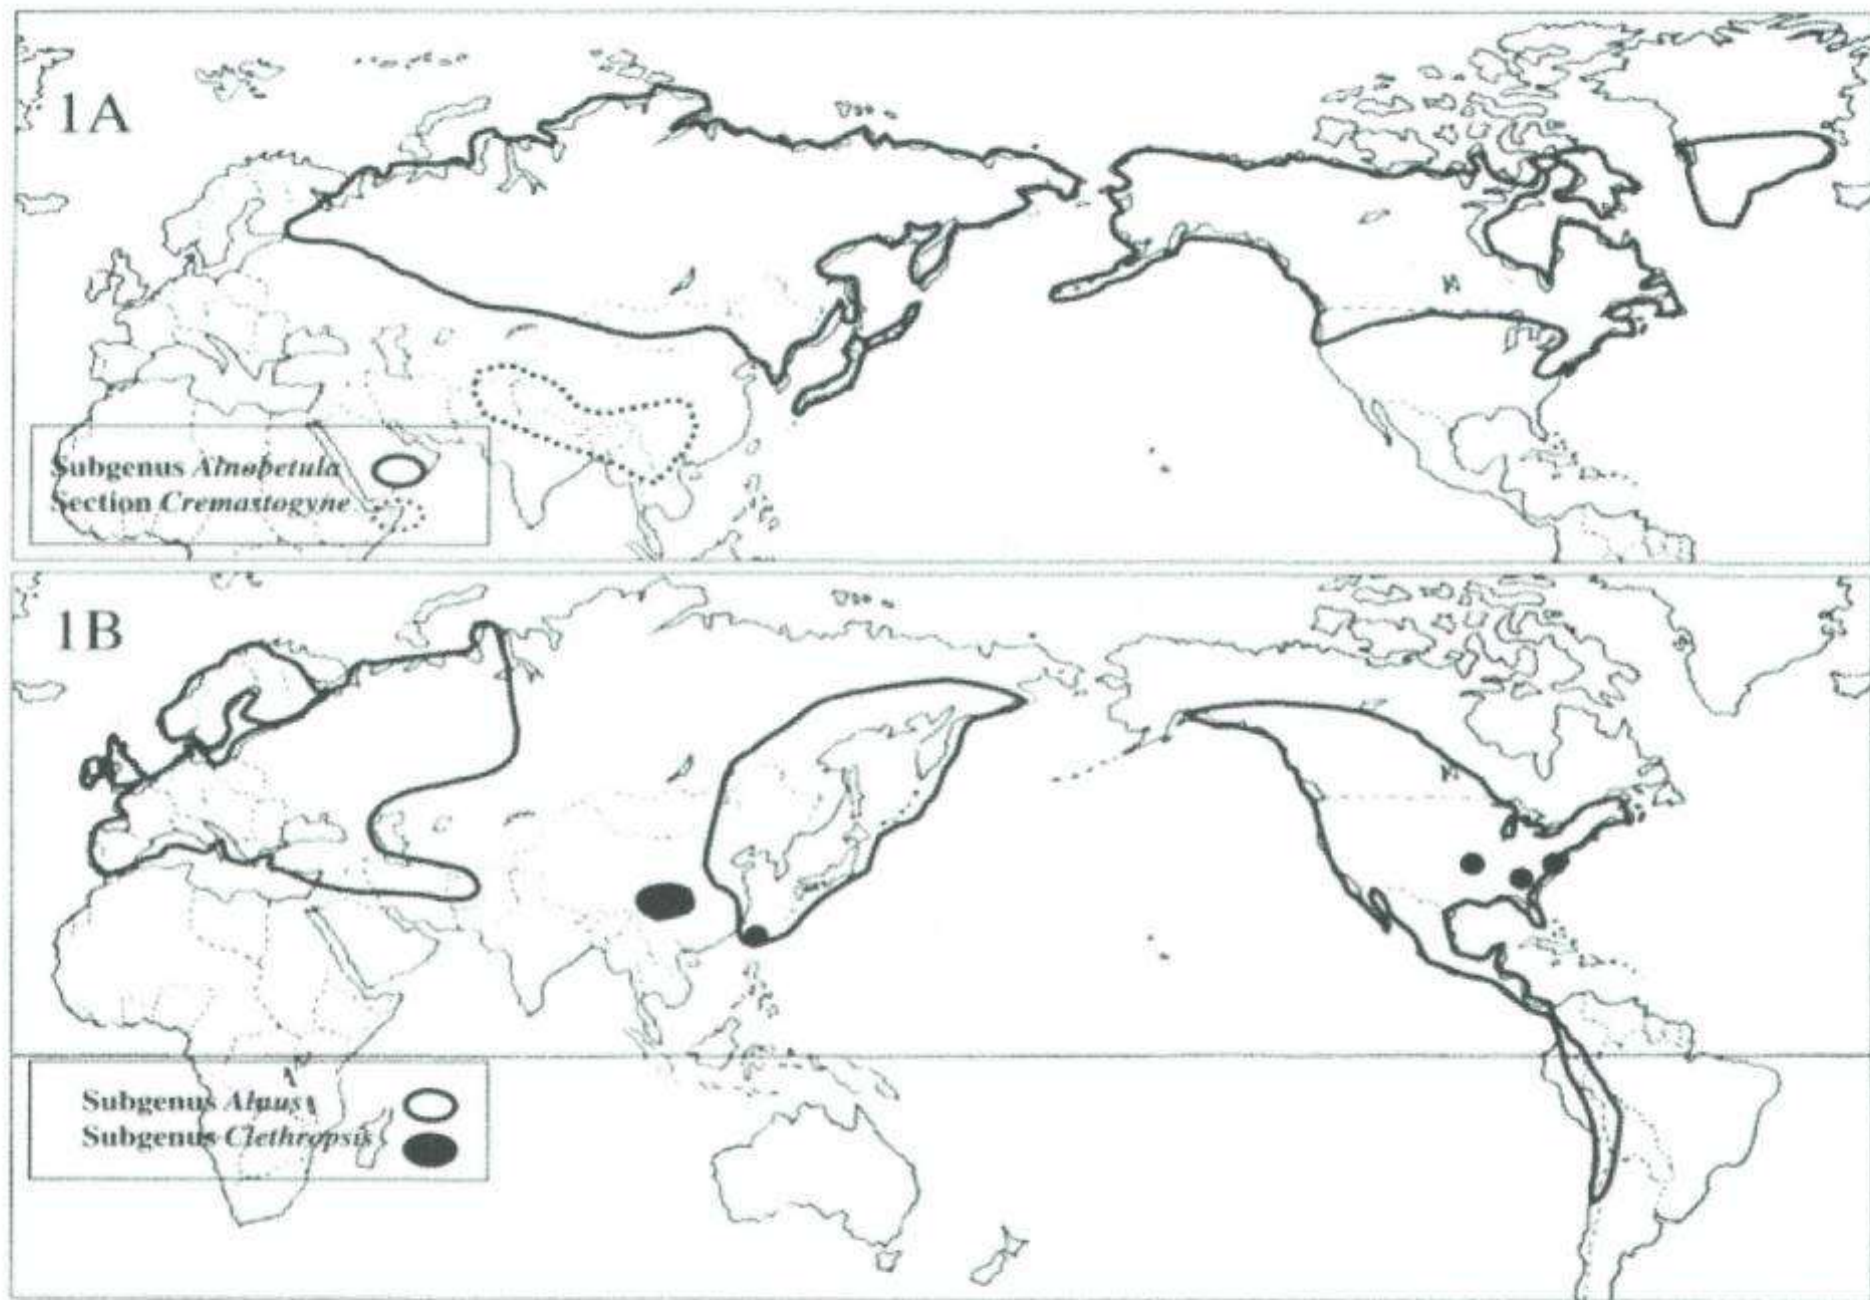 1A
Subgenus Alnobetula
Section Cremastogyne
1B
Subgenus Alnus
Subgenus Clethropsis